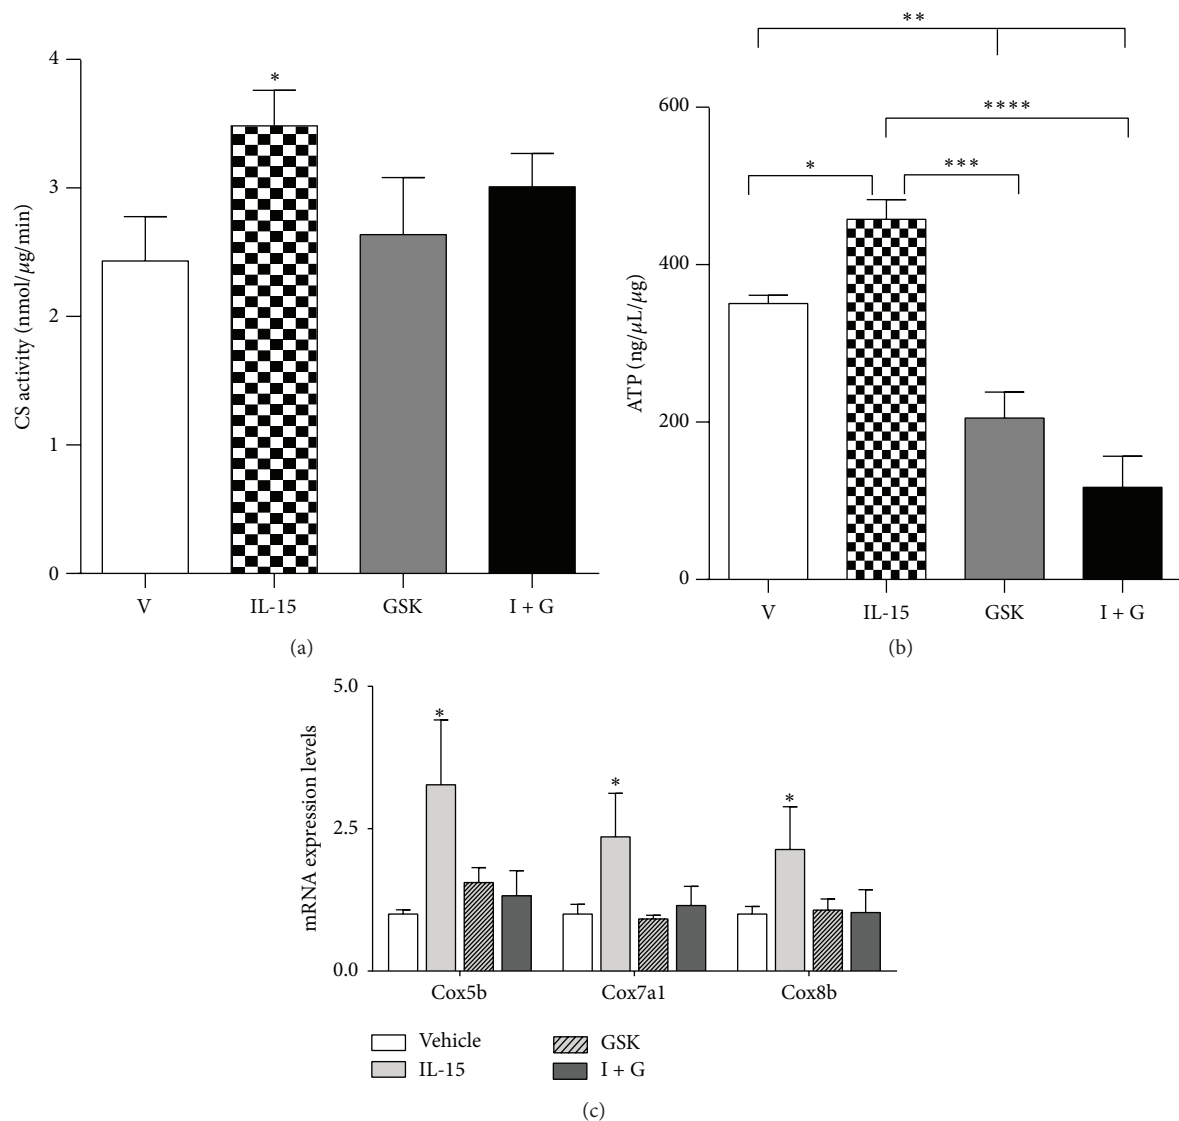 CS activity (nmol/μg/min)
4
3
2
1
0
*
V
IL-15
GSK
I + G
(a)
ATP (ng/μL/μg)
600
400
200
0
**
****
*
***
V
IL-15
GSK
I + G
(b)
mRNA expression levels
5.0
2.5
0.0
*
*
*
Cox5b
Cox7a1
Cox8b
Vehicle
IL-15
GSK
I + G
(c)